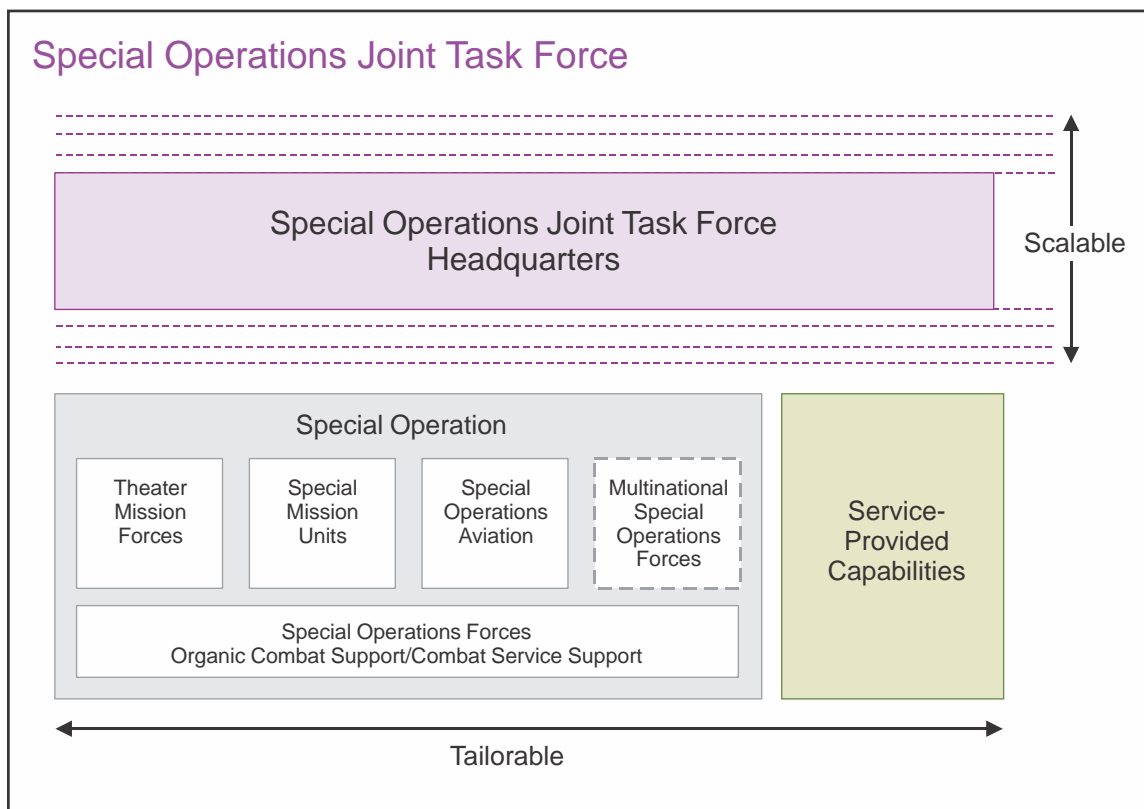 Special Operations Joint Task Force
Special Operations Joint Task Force
Headquarters
Scalable
Special Operation
Theater
Mission
Forces
Special
Mission
Units
Special
Operations
Aviation
Multinational
Special
Operations
Forces
Special Operations Forces
Organic Combat Support/Combat Service Support
Service-
Provided
Capabilities
Tailorable